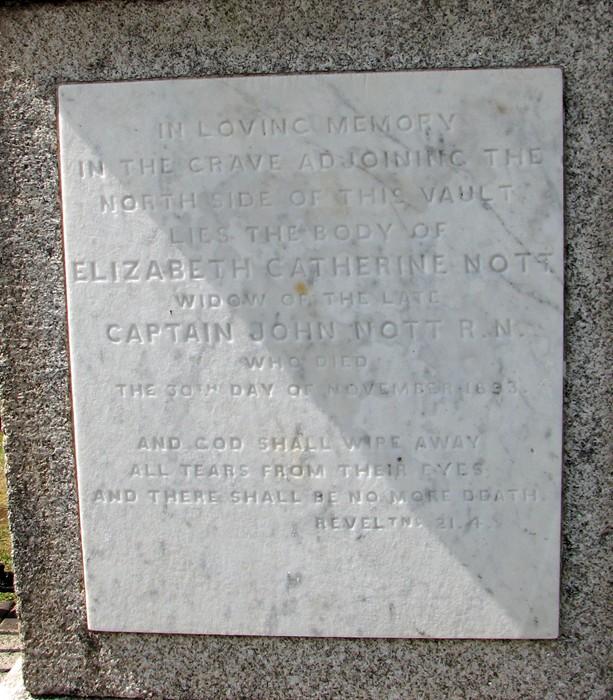 IN LOVING MEMORY
IN THE GRAVE ADJOINING THE
NORTH SIDE OF THIS VAULT
LIES THE BODY OF
ELIZABETH CATHERINE NOTT
WIDOW OF THE LATE
CAPTAIN JOHN NOTT R.N.
WHO DIED
THE 30TH DAY OF NOVEMBER 1893.
AND GOD SHALL WIPE AWAY
ALL TEARS FROM THEIR EYES
AND THERE SHALL BE NO MORE DEATH.
REVELTNS 21.4.